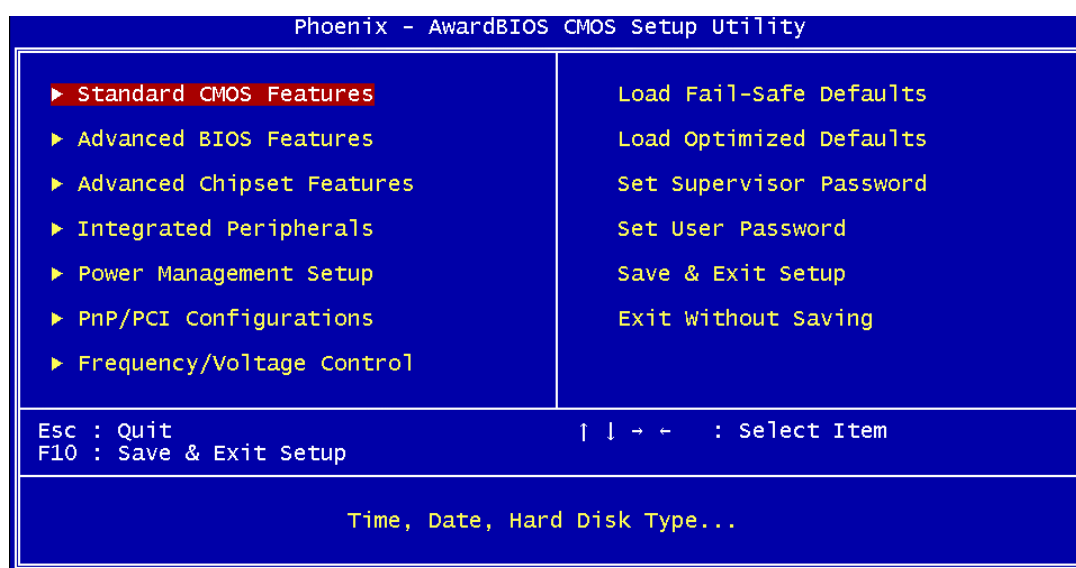 Phoenix - AwardBIOS CMOS Setup Utility
▶ Standard CMOS Features
▶ Advanced BIOS Features
▶ Advanced Chipset Features
▶ Integrated Peripherals
▶ Power Management Setup
▶ PnP/PCI Configurations
▶ Frequency/Voltage Control
Load Fail-Safe Defaults
Load Optimized Defaults
Set Supervisor Password
Set User Password
Save & Exit Setup
Exit Without Saving
Esc : Quit
F10 : Save & Exit Setup
↑ ↓ → ← : Select Item
Time, Date, Hard Disk Type...